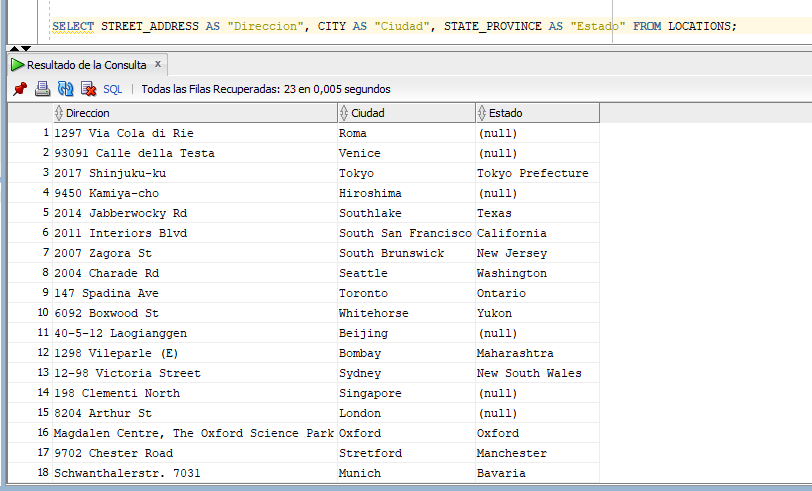 SELECT STREET_ADDRESS AS "Direccion", CITY AS "Ciudad", STATE_PROVINCE AS "Estado" FROM LOCATIONS;
Resultado de la Consulta x
SQL | Todas las Filas Recuperadas: 23 en 0,005 segundos
Direccion Ciudad Estado
1 1297 Via Cola di Rie Roma (null)
2 93091 Calle della Testa Venice (null)
3 2017 Shinjuku-ku Tokyo Tokyo Prefecture
4 9450 Kamiya-cho Hiroshima (null)
5 2014 Jabberwocky Rd Southlake Texas
6 2011 Interiors Blvd South San Francisco California
7 2007 Zagora St South Brunswick New Jersey
8 2004 Charade Rd Seattle Washington
9 147 Spadina Ave Toronto Ontario
10 6092 Boxwood St Whitehorse Yukon
11 40-5-12 Laogianggen Beijing (null)
12 1298 Vileparle (E) Bombay Maharashtra
13 12-98 Victoria Street Sydney New South Wales
14 198 Clementi North Singapore (null)
15 8204 Arthur St London (null)
16 Magdalen Centre, The Oxford Science Park Oxford Oxford
17 9702 Chester Road Stretford Manchester
18 Schwanthalerstr. 7031 Munich Bavaria